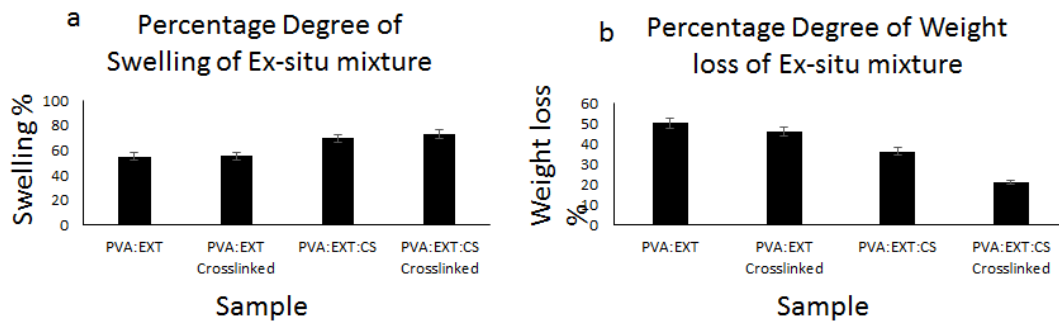 a
Percentage Degree of
Swelling of Ex-situ mixture
Swelling %
100
80
60
40
20
0
PVA:EXT
PVA:EXT
Crosslinked
PVA:EXT:CS
PVA:EXT:CS
Crosslinked
Sample
b
Percentage Degree of Weight
loss of Ex-situ mixture
Weight loss
%
60
50
40
30
20
10
0
PVA:EXT
PVA:EXT
Crosslinked
PVA:EXT:CS
PVA:EXT:CS
Crosslinked
Sample